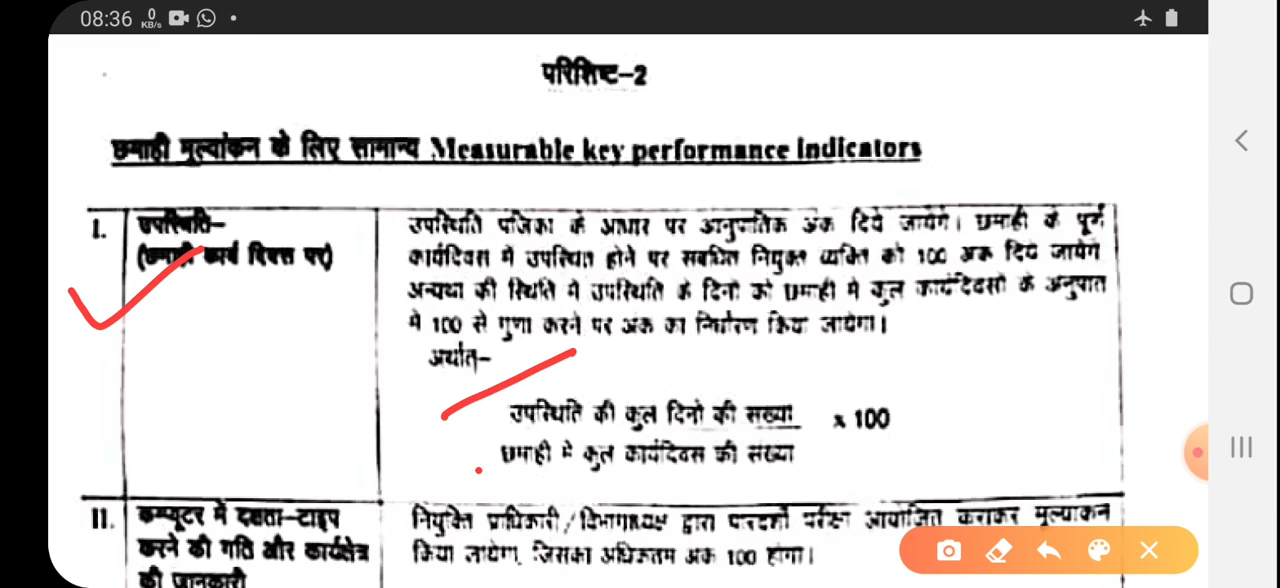 08:36 0 KB/s
परिशिष्ट-2
छमाही मूल्यांकन के लिए सामान्य Measurable key performance indicators
I. उपस्थिति- उपस्थिति पंजिका के आधार पर आनुपातिक अंक दिये जायेंगे। छमाही के पूर्ण
(छमाही कार्य दिवस पर) कार्यदिवस में उपस्थित होने पर संबंधित नियुक्त व्यक्ति को 100 अंक दिये जायेंगे
अन्यथा की स्थिति में उपस्थिति के दिनों को छमाही में कुल कार्यदिवसों के अनुपात
में 100 से गुणा करने पर अंक का निर्धारण किया जायेगा।
अर्थात-
उपस्थिति की कुल दिनों की संख्या x 100
छमाही में कुल कार्यदिवस की संख्या
II. कम्प्यूटर में दक्षता-टाइप नियुक्ति प्राधिकारी/विभागाध्यक्ष द्वारा पारदर्शी परीक्षा आयोजित कराकर मूल्यांकन
करने की गति और कार्यक्षेत्र किया जायेगा, जिसका अधिकतम अंक 100 होगा।
की जानकारी